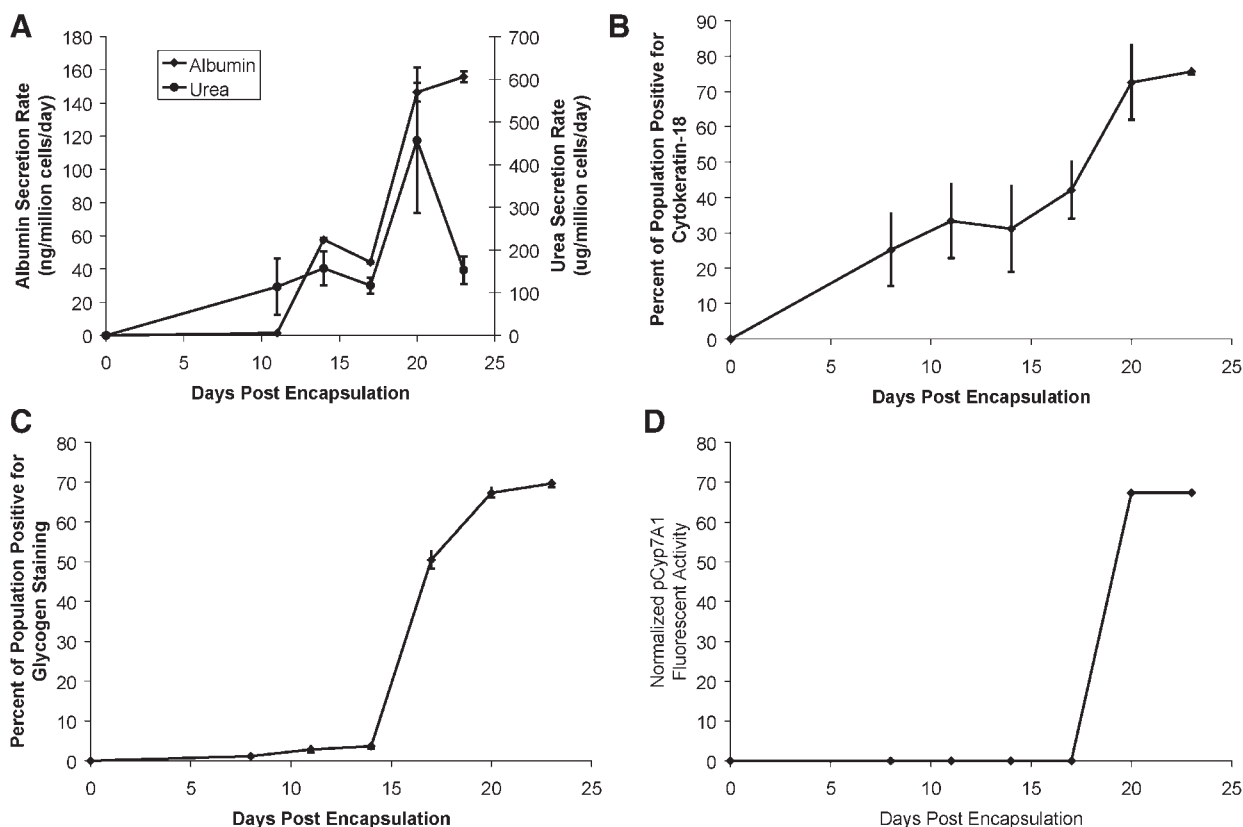 A
Albumin Secretion Rate
(ng/million cells/day)
180
160
140
120
100
80
60
40
20
0
Albumin
Urea
700
600
500
400
300
200
100
0
Urea Secretion Rate
(ug/million cells/day)
0 5 10 15 20 25
Days Post Encapsulation
B
Percent of Population Positive for
Cytokeratin-18
90
80
70
60
50
40
30
20
10
0
0 5 10 15 20 25
Days Post Encapsulation
C
Percent of Population Positive for
Glycogen Staining
80
70
60
50
40
30
20
10
0
0 5 10 15 20 25
Days Post Encapsulation
D
Normalized pCyp7A1
Fluorescent Activity
80
70
60
50
40
30
20
10
0
0 5 10 15 20 25
Days Post Encapsulation